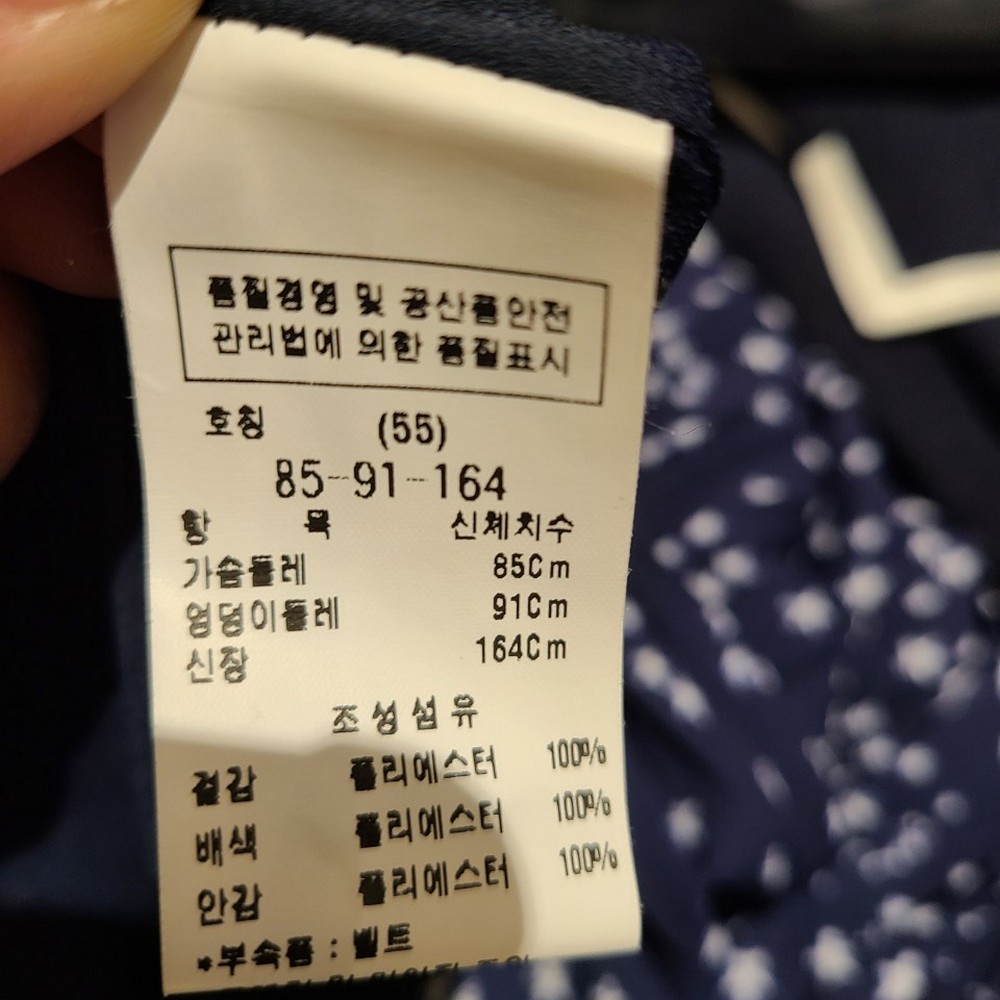 품질경영 및 공산품안전
관리법에 의한 품질표시
호칭 (55)
85-91-164
항 목 신체치수
가슴둘레 85Cm
엉덩이둘레 91Cm
신장 164Cm
조성섬유
겉감 폴리에스터 100%
배색 폴리에스터 100%
안감 폴리에스터 100%
*부속품 : 벨트